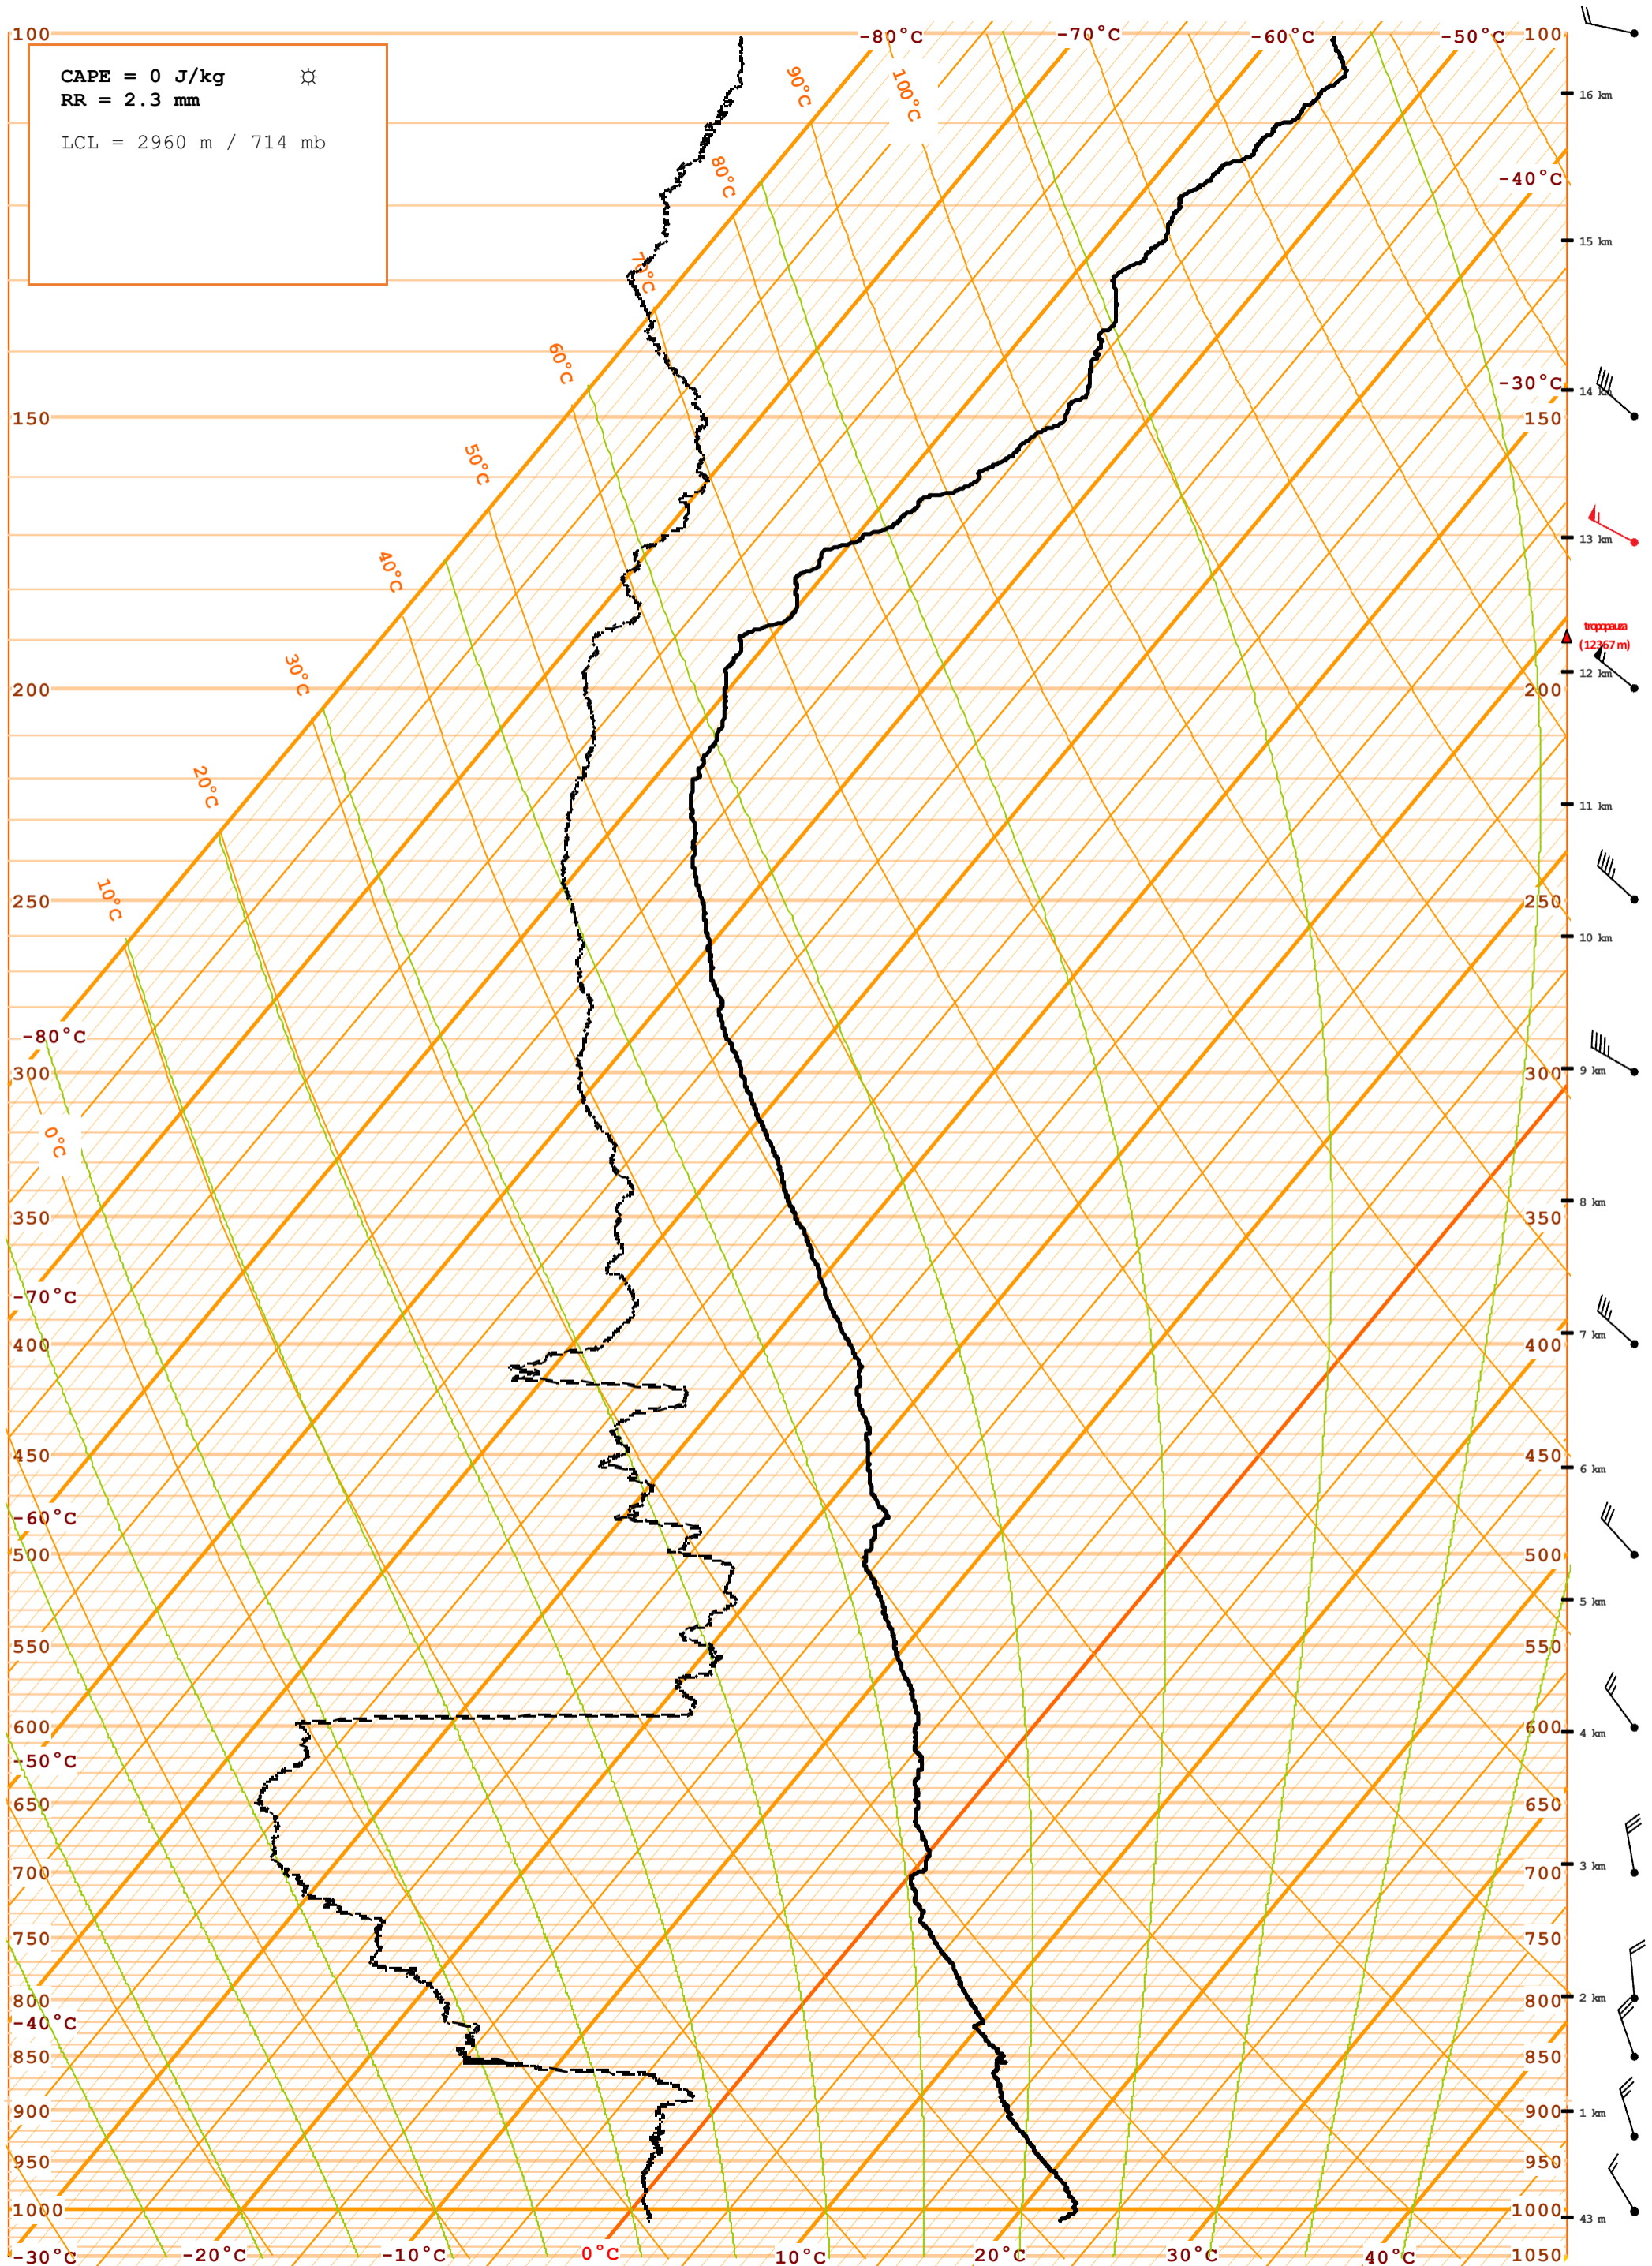 100 -80°C -70°C -60°C -50°C 100
CAPE = 0 J/kg ☼
RR = 2.3 mm
LCL = 2960 m / 714 mb
90°C 100°C
16 km
80°C -40°C
70°C 15 km
60°C -30°C 14 km
150 150
50°C
13 km
40°C
tropopauza
(12367 m)
30°C 12 km
200 200
20°C 11 km
10°C
250 250
10 km
-80°C
300 300 9 km
0°C
350 350 8 km
-70°C
400 400 7 km
450 450 6 km
-60°C
500 500
5 km
550 550
600 600 4 km
-50°C
650 650
700 700 3 km
750 750
800 800 2 km
-40°C
850 850
900 900 1 km
950 950
1000 1000 43 m
-30°C -20°C -10°C 0°C 10°C 20°C 30°C 40°C 1050